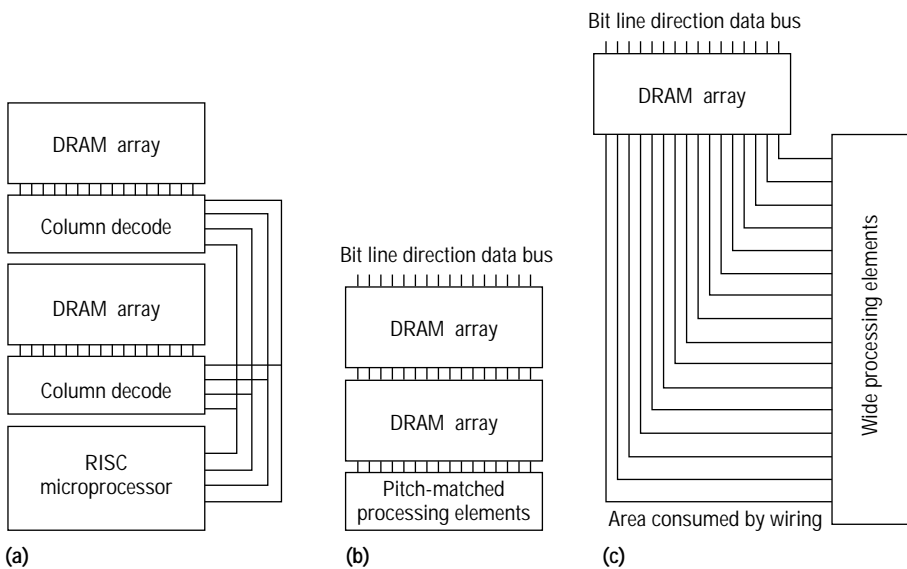 DRAM array
Column decode
DRAM array
Column decode
RISC
microprocessor
(a)
Bit line direction data bus
DRAM array
DRAM array
Pitch-matched
processing elements
(b)
Bit line direction data bus
DRAM array
Wide processing elements
Area consumed by wiring
(c)